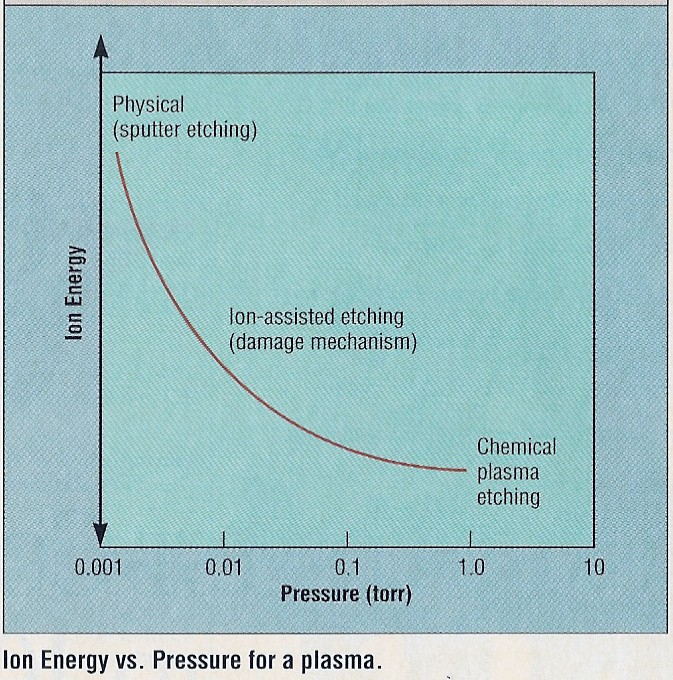 Physical
(sputter etching)
Ion Energy
Ion-assisted etching
(damage mechanism)
Chemical
plasma
etching
0.001
0.01
0.1
1.0
10
Pressure (torr)
Ion Energy vs. Pressure for a plasma.